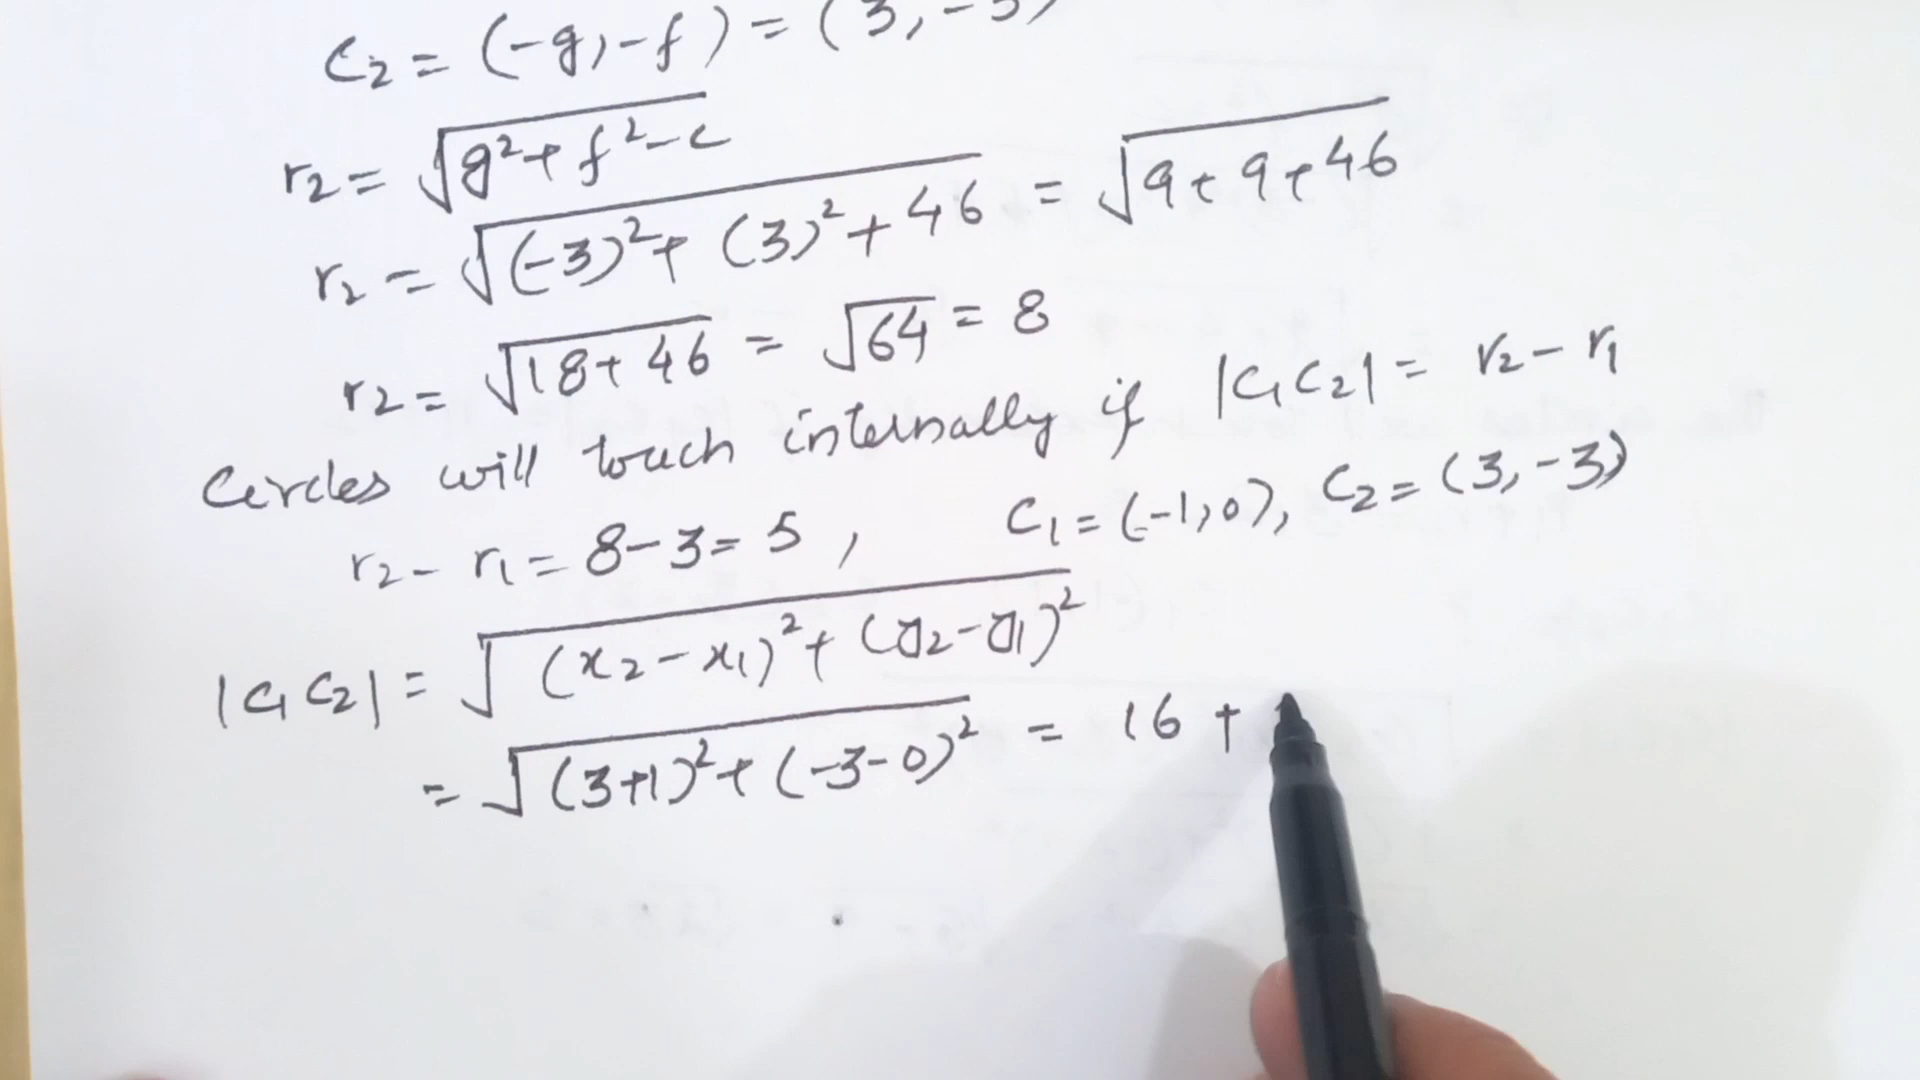 C₂ = (-g, -f) = (3, -3)
r₂ = √(g² + f² - c)
r₂ = √((-3)² + (3)² + 46) = √(9 + 9 + 46)
r₂ = √(18 + 46) = √64 = 8
Circles will touch internally if |C₁C₂| = r₂ - r₁
r₂ - r₁ = 8 - 3 = 5, C₁ = (-1, 0), C₂ = (3, -3)
|C₁C₂| = √((x₂ - x₁)² + (y₂ - y₁)²)
= √((3+1)² + (-3-0)²) = 16 +